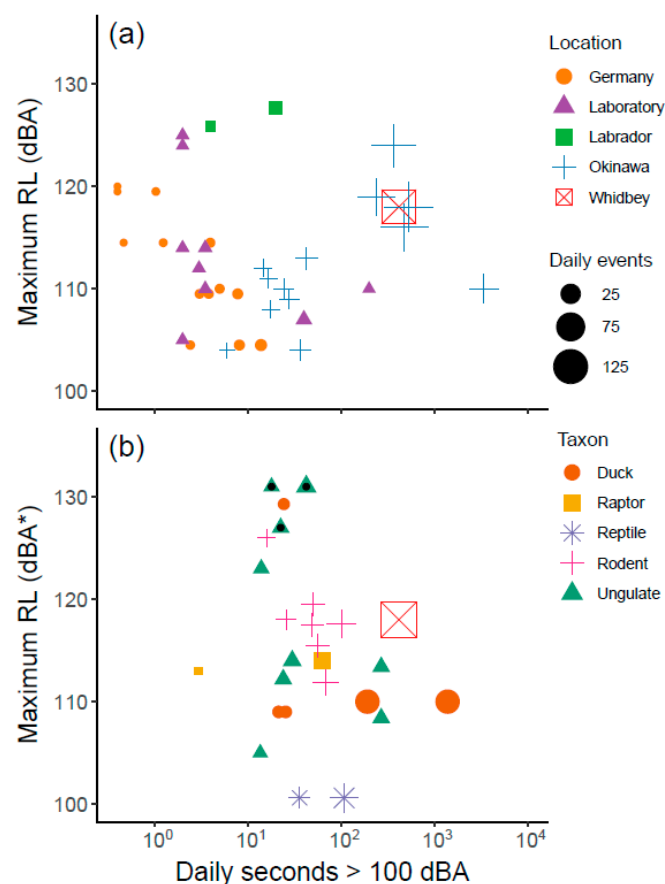 (a)
Maximum RL (dBA)
130
120
110
100
Location
Germany
Laboratory
Labrador
Okinawa
Whidbey
Daily events
25
75
125
(b)
Maximum RL (dBA*)
130
120
110
100
Taxon
Duck
Raptor
Reptile
Rodent
Ungulate
10⁰ 10¹ 10² 10³ 10⁴
Daily seconds > 100 dBA